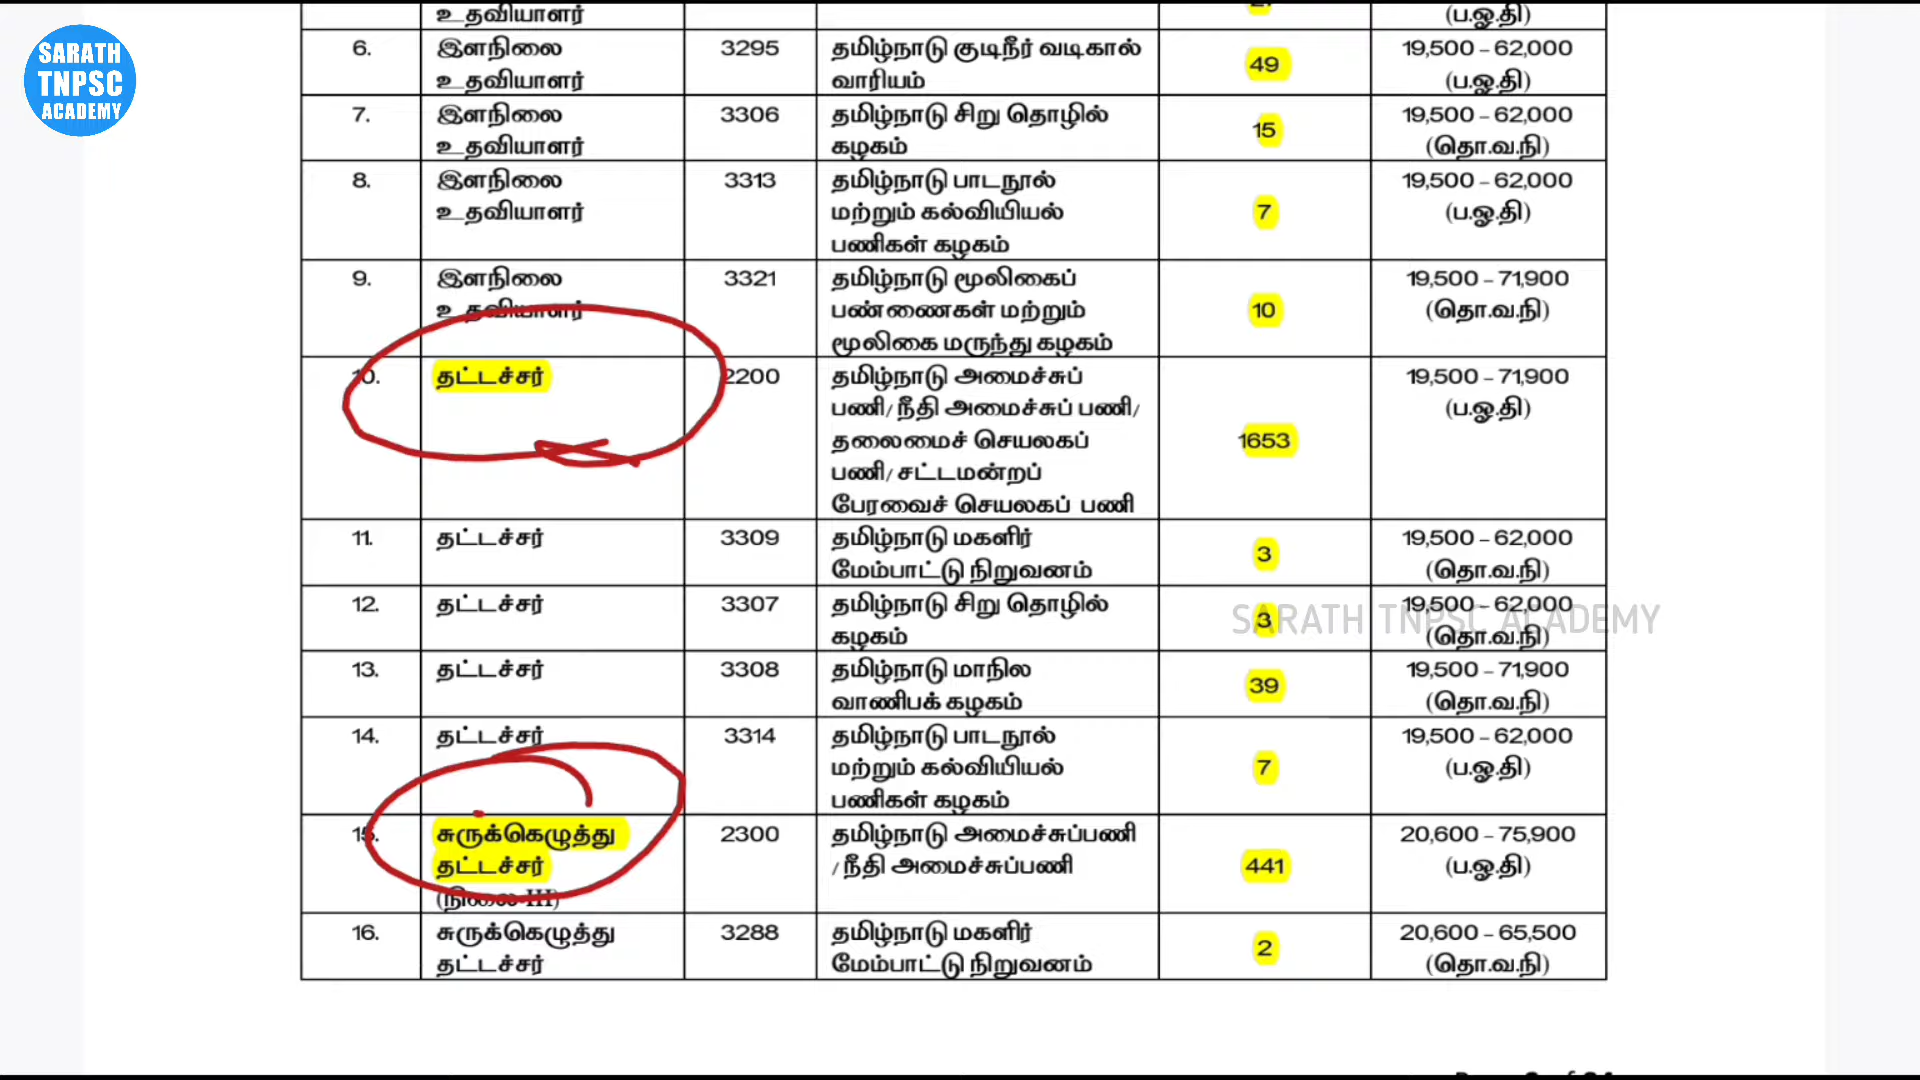 SARATH
TNPSC
ACADEMY
உதவியாளர் (ப.ஓ.தி)
6. இளநிலை 3295 தமிழ்நாடு குடிநீர் வடிகால் 49 19,500 – 62,000
உதவியாளர் வாரியம் (ப.ஓ.தி)
7. இளநிலை 3306 தமிழ்நாடு சிறு தொழில் 15 19,500 – 62,000
உதவியாளர் கழகம் (தொ.வ.நி)
8. இளநிலை 3313 தமிழ்நாடு பாடநூல் 19,500 – 62,000
உதவியாளர் மற்றும் கல்வியியல் 7 (ப.ஓ.தி)
பணிகள் கழகம்
9. இளநிலை 3321 தமிழ்நாடு மூலிகைப் 19,500 – 71,900
உதவியாளர் பண்ணைகள் மற்றும் 10 (தொ.வ.நி)
மூலிகை மருந்து கழகம்
10. தட்டச்சர் 2200 தமிழ்நாடு அமைச்சுப் 19,500 – 71,900
பணி/நீதி அமைச்சுப் பணி/ (ப.ஓ.தி)
தலைமைச் செயலகப் 1653
பணி/ சட்டமன்றப்
பேரவைச் செயலகப் பணி
11. தட்டச்சர் 3309 தமிழ்நாடு மகளிர் 3 19,500 – 62,000
மேம்பாட்டு நிறுவனம் (தொ.வ.நி)
12. தட்டச்சர் 3307 தமிழ்நாடு சிறு தொழில் 3 19,500 – 62,000
SARATH TNPSC ACADEMY
கழகம் (தொ.வ.நி)
13. தட்டச்சர் 3308 தமிழ்நாடு மாநில 39 19,500 – 71,900
வாணிபக் கழகம் (தொ.வ.நி)
14. தட்டச்சர் 3314 தமிழ்நாடு பாடநூல் 19,500 – 62,000
மற்றும் கல்வியியல் 7 (ப.ஓ.தி)
பணிகள் கழகம்
15. சுருக்கெழுத்து 2300 தமிழ்நாடு அமைச்சுப்பணி 20,600 – 75,900
தட்டச்சர் /நீதி அமைச்சுப்பணி 441 (ப.ஓ.தி)
(நிலை-III)
16. சுருக்கெழுத்து 3288 தமிழ்நாடு மகளிர் 2 20,600 – 65,500
தட்டச்சர் மேம்பாட்டு நிறுவனம் (தொ.வ.நி)